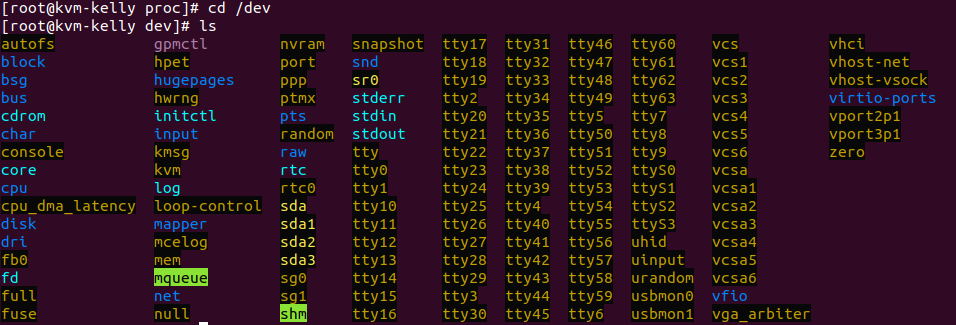 [root@kvm-kelly proc]# cd /dev
[root@kvm-kelly dev]# ls
autofs gpmctl nvram snapshot tty17 tty31 tty46 tty60 vcs vhci
block hpet port snd tty18 tty32 tty47 tty61 vcs1 vhost-net
bsg hugepages ppp sr0 tty19 tty33 tty48 tty62 vcs2 vhost-vsock
bus hwrng ptmx stderr tty2 tty34 tty49 tty63 vcs3 virtio-ports
cdrom initctl pts stdin tty20 tty35 tty5 tty7 vcs4 vport2p1
char input random stdout tty21 tty36 tty50 tty8 vcs5 vport3p1
console kmsg raw tty tty22 tty37 tty51 tty9 vcs6 zero
core kvm rtc tty0 tty23 tty38 tty52 ttyS0 vcsa
cpu log rtc0 tty1 tty24 tty39 tty53 ttyS1 vcsa1
cpu_dma_latency loop-control sda tty10 tty25 tty4 tty54 ttyS2 vcsa2
disk mapper sda1 tty11 tty26 tty40 tty55 ttyS3 vcsa3
dri mcelog sda2 tty12 tty27 tty41 tty56 uhid vcsa4
fb0 mem sda3 tty13 tty28 tty42 tty57 uinput vcsa5
fd mqueue sg0 tty14 tty29 tty43 tty58 urandom vcsa6
full net sg1 tty15 tty3 tty44 tty59 usbmon0 vfio
fuse null shm tty16 tty30 tty45 tty6 usbmon1 vga_arbiter